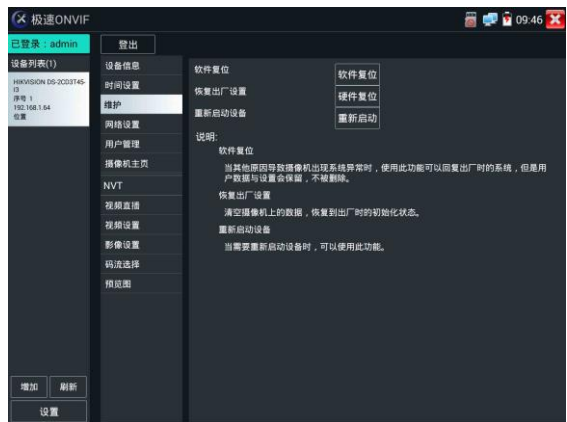 极速ONVIF
09:46
已登录：admin
登出
设备列表(1)
HIKVISION DS-2CD3T45-I3
序号 1
192.168.1.64
位置
设备信息
时间设置
维护
网络设置
用户管理
摄像机主页
NVT
视频直播
视频设置
影像设置
码流选择
预览图
软件复位
软件复位
恢复出厂设置
硬件复位
重新启动设备
重新启动
说明:
软件复位
当其他原因导致摄像机出现系统异常时，使用此功能可以回复出厂时的系统，但是用
户数据与设置会保留，不被删除。
恢复出厂设置
清空摄像机上的数据，恢复到出厂时的初始化状态。
重新启动设备
当需要重新启动设备时，可以使用此功能。
增加
刷新
设置